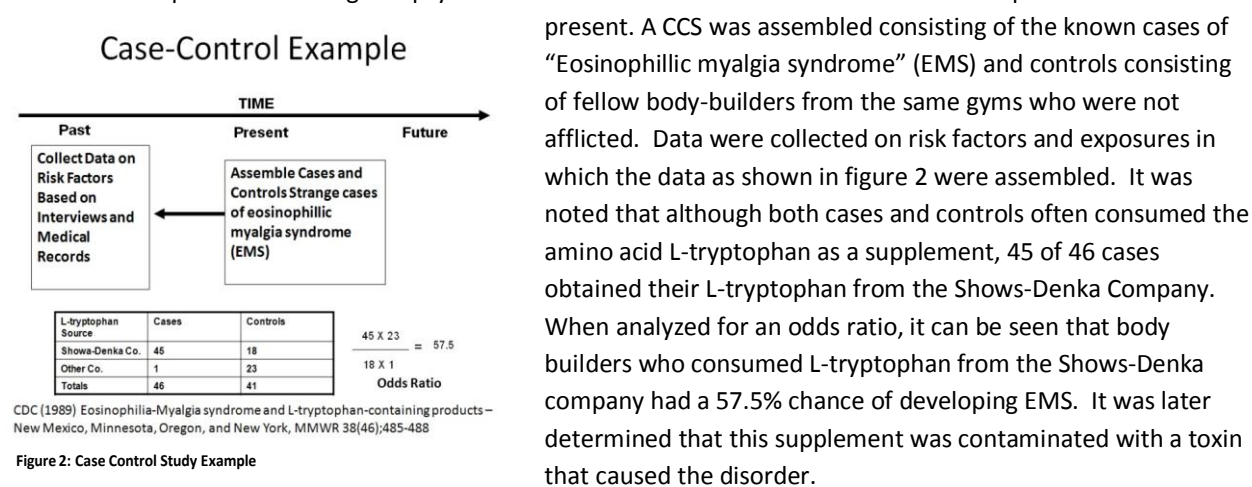 Case-Control Example
TIME
Past Present Future
Collect Data on
Risk Factors
Based on
Interviews and
Medical
Records
Assemble Cases and
Controls Strange cases
of eosinophillic
myalgia syndrome
(EMS)
L-tryptophan Source Cases Controls
Showa-Denka Co. 45 18
Other Co. 1 23
Totals 46 41
45 X 23
= 57.5
18 X 1
Odds Ratio
CDC (1989) Eosinophilia-Myalgia syndrome and L-tryptophan-containing products –
New Mexico, Minnesota, Oregon, and New York, MMWR 38(46);485-488
Figure 2: Case Control Study Example
present. A CCS was assembled consisting of the known cases of
“Eosinophillic myalgia syndrome” (EMS) and controls consisting
of fellow body-builders from the same gyms who were not
afflicted. Data were collected on risk factors and exposures in
which the data as shown in figure 2 were assembled. It was
noted that although both cases and controls often consumed the
amino acid L-tryptophan as a supplement, 45 of 46 cases
obtained their L-tryptophan from the Shows-Denka Company.
When analyzed for an odds ratio, it can be seen that body
builders who consumed L-tryptophan from the Shows-Denka
company had a 57.5% chance of developing EMS. It was later
determined that this supplement was contaminated with a toxin
that caused the disorder.